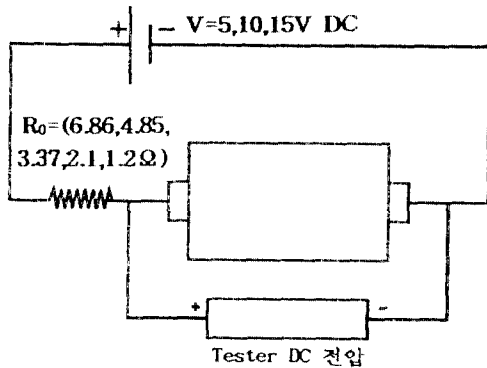 + - V=5,10,15V DC
R₀=(6.86,4.85,
3.37,2.1,1.2Ω)
+ -
Tester DC 전압